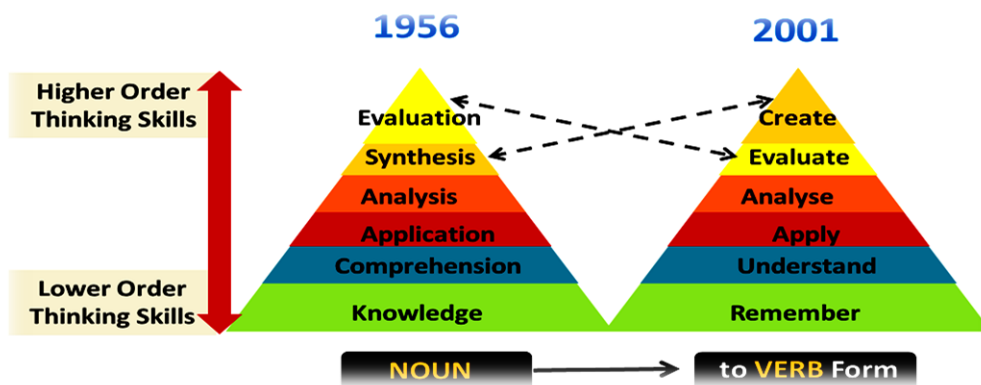 1956
2001
Higher Order
Thinking Skills
Evaluation
Create
Synthesis
Evaluate
Analysis
Analyse
Application
Apply
Comprehension
Understand
Lower Order
Thinking Skills
Knowledge
Remember
NOUN
to VERB Form